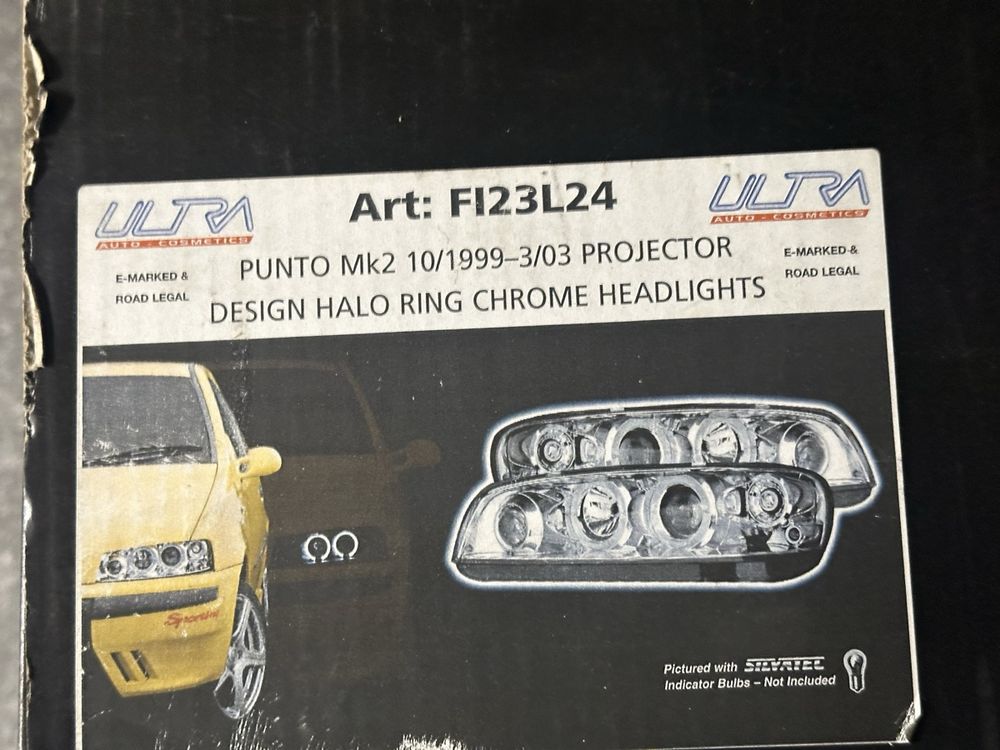 ULTRA
AUTO - COSMETICS
E-MARKED &
ROAD LEGAL
Art: FI23L24
PUNTO Mk2 10/1999–3/03 PROJECTOR
DESIGN HALO RING CHROME HEADLIGHTS
ULTRA
AUTO - COSMETICS
E-MARKED &
ROAD LEGAL
Pictured with SILVATEC
Indicator Bulbs – Not Included